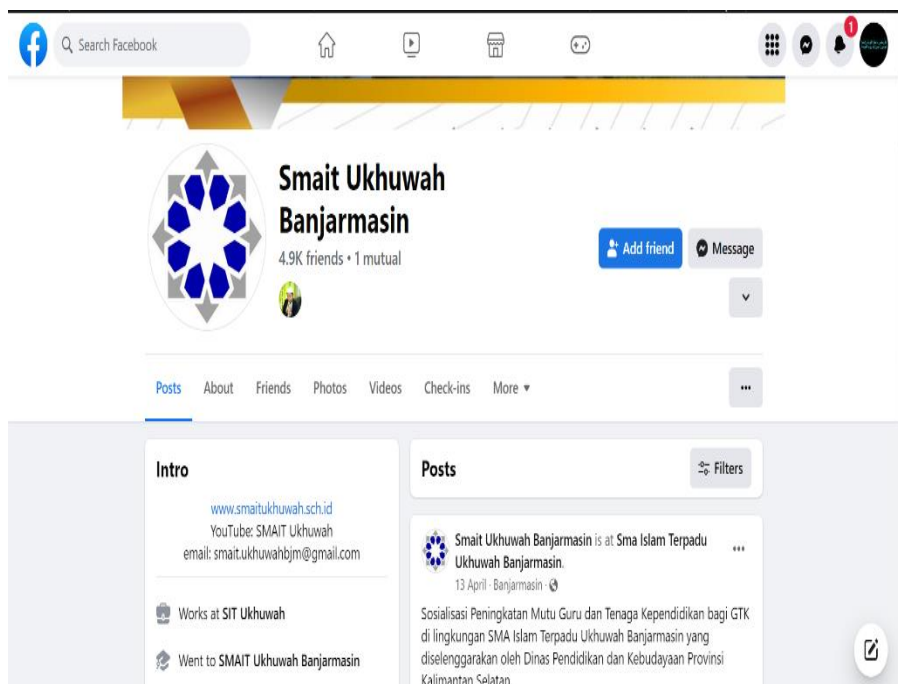 Search Facebook
1
Smait Ukhuwah
Banjarmasin
4.9K friends • 1 mutual
Add friend
Message
Posts About Friends Photos Videos Check-ins More
Intro
www.smaitukhuwah.sch.id
YouTube: SMAIT Ukhuwah
email: smait.ukhuwahbjm@gmail.com
Works at SIT Ukhuwah
Went to SMAIT Ukhuwah Banjarmasin
Posts
Filters
Smait Ukhuwah Banjarmasin is at Sma Islam Terpadu
Ukhuwah Banjarmasin.
13 April · Banjarmasin ·
Sosialisasi Peningkatan Mutu Guru dan Tenaga Kependidikan bagi GTK
di lingkungan SMA Islam Terpadu Ukhuwah Banjarmasin yang
diselenggarakan oleh Dinas Pendidikan dan Kebudayaan Provinsi
Kalimantan Selatan